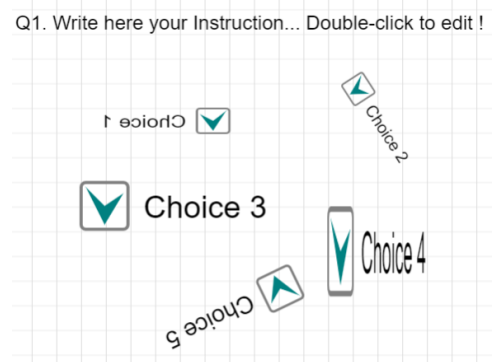 Q1. Write here your Instruction... Double-click to edit !
Choice 1
Choice 2
Choice 3
Choice 4
Choice 5